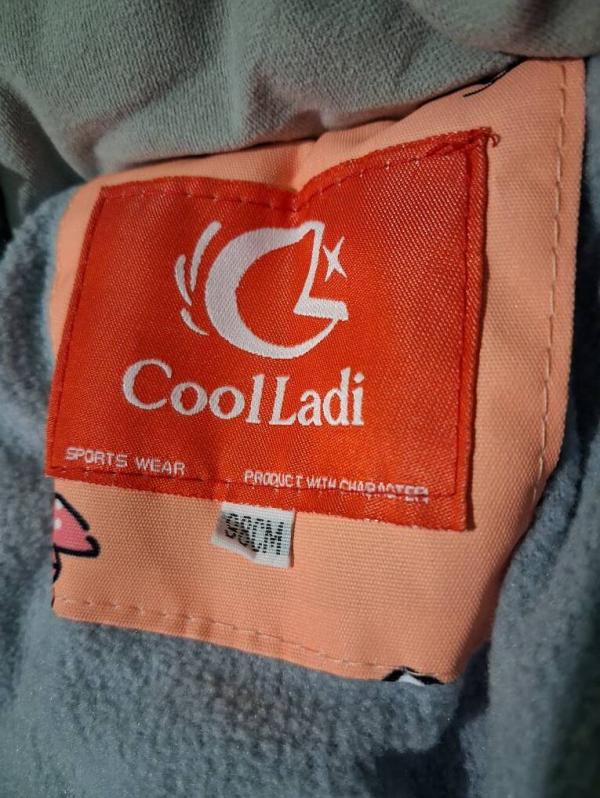 CoolLadi
SPORTS WEAR
PRODUCT WITH CHARACTER
98CM